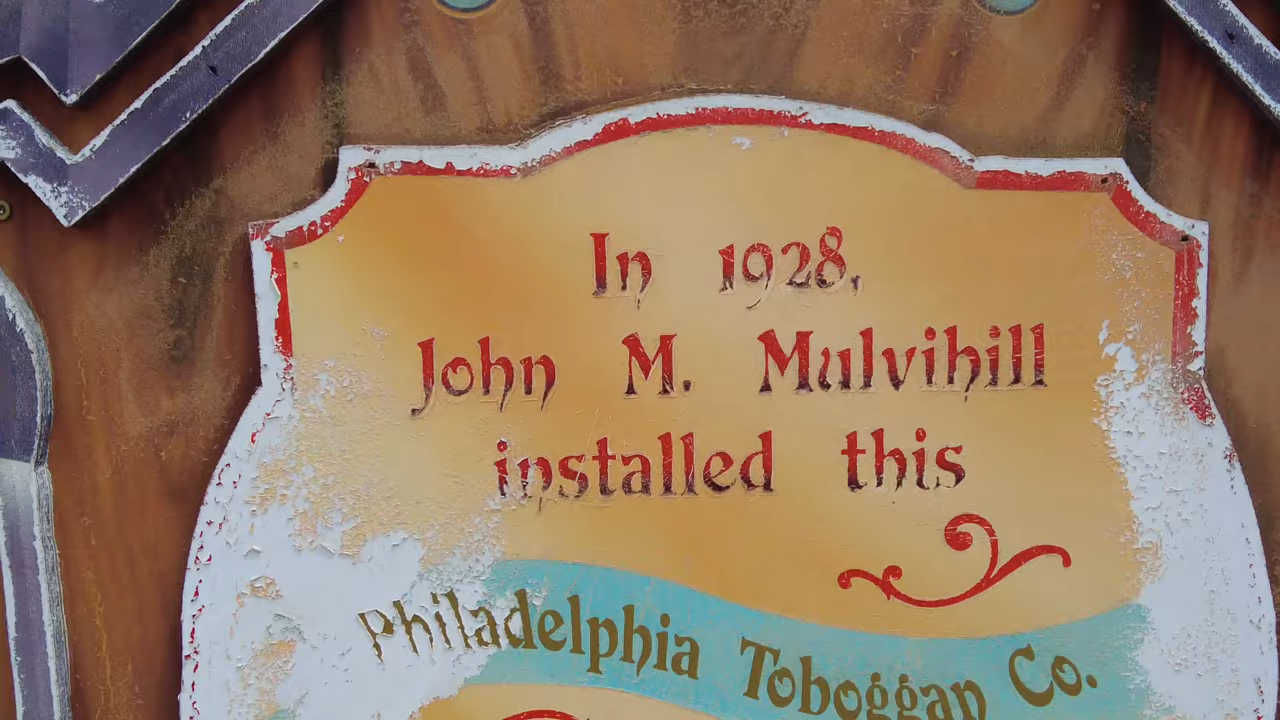 In 1928,
John M. Mulvihill
installed this
Philadelphia Toboggan Co.